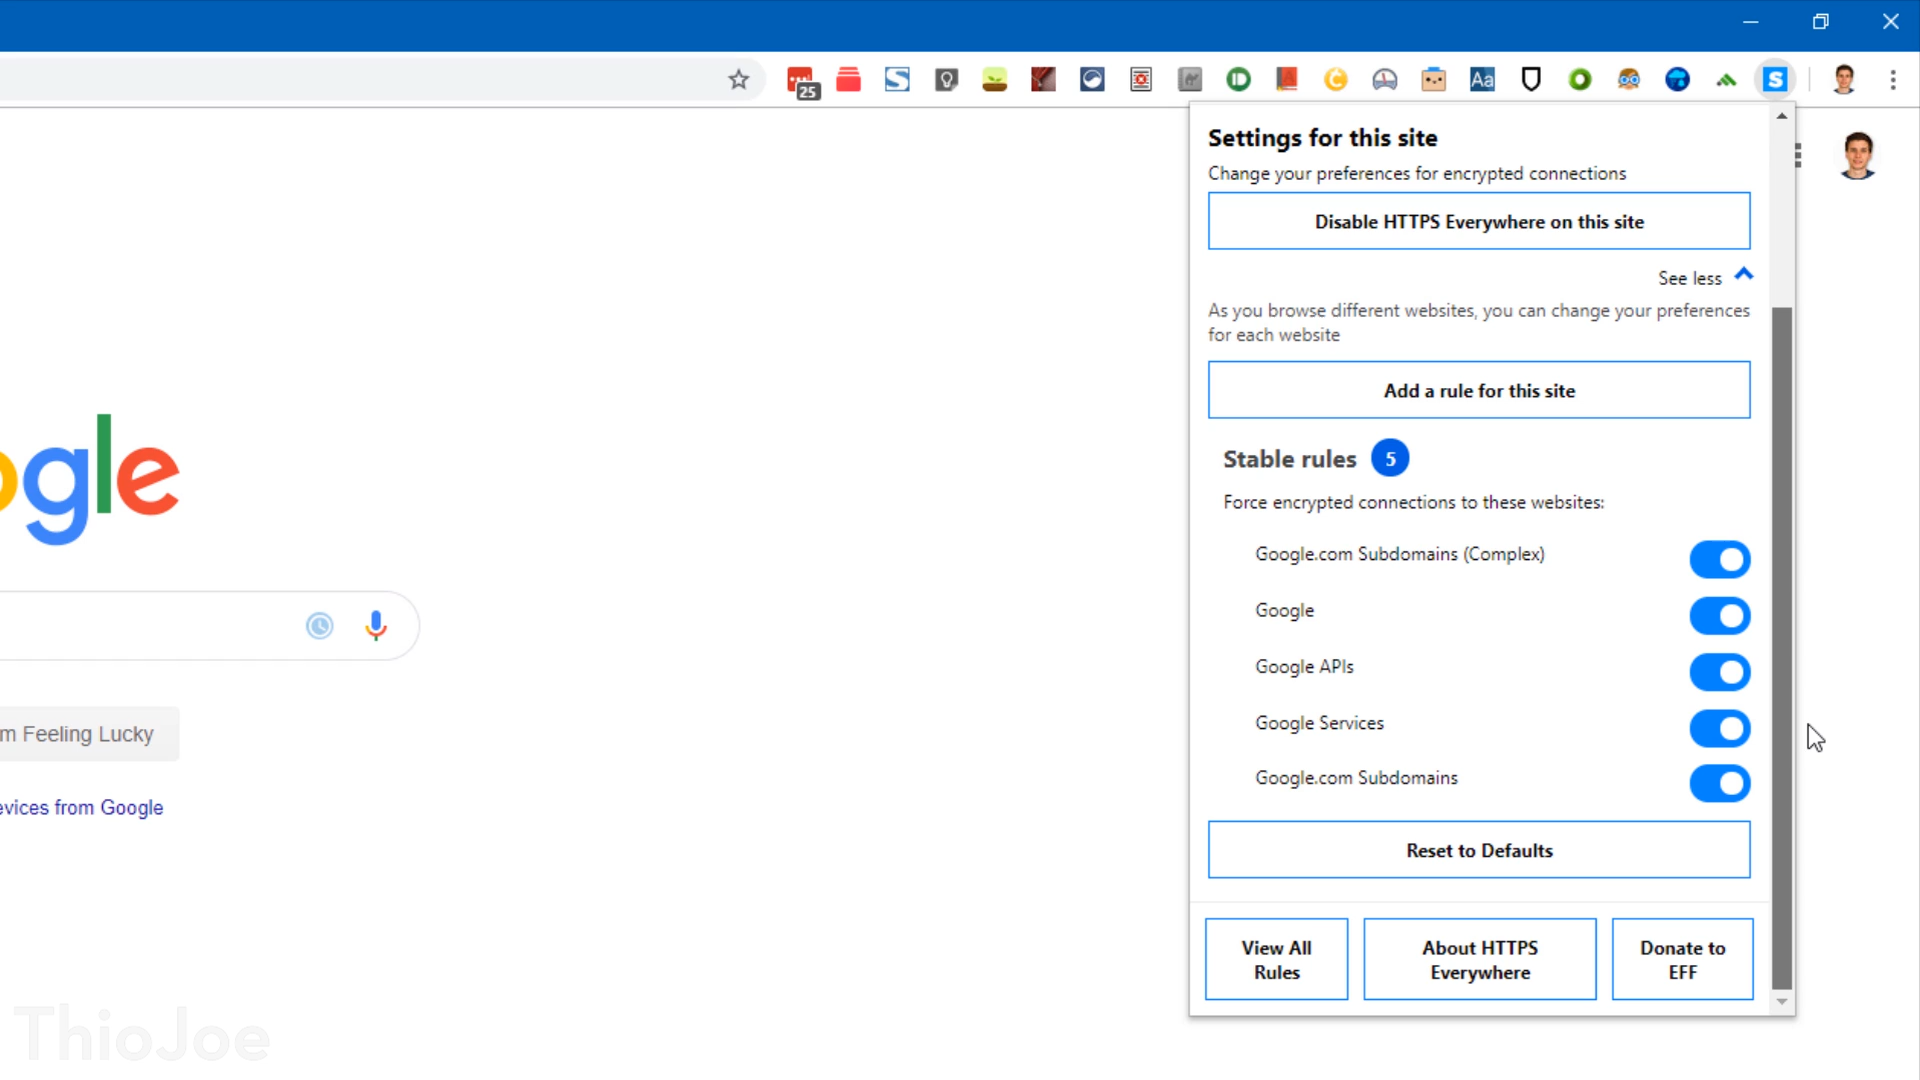 25
Aa
S
Settings for this site
Change your preferences for encrypted connections
Disable HTTPS Everywhere on this site
See less
As you browse different websites, you can change your preferences
for each website
Add a rule for this site
Stable rules 5
Force encrypted connections to these websites:
Google.com Subdomains (Complex)
Google
Google APIs
Google Services
Google.com Subdomains
Reset to Defaults
View All
Rules
About HTTPS
Everywhere
Donate to
EFF
ogle
m Feeling Lucky
evices from Google
ThioJoe